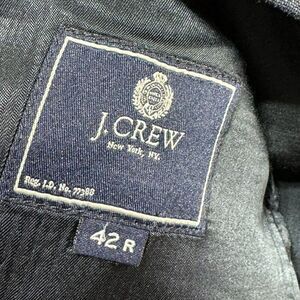 J.CREW
New York, NY.
Reg. I.D. No. 77388
42 R